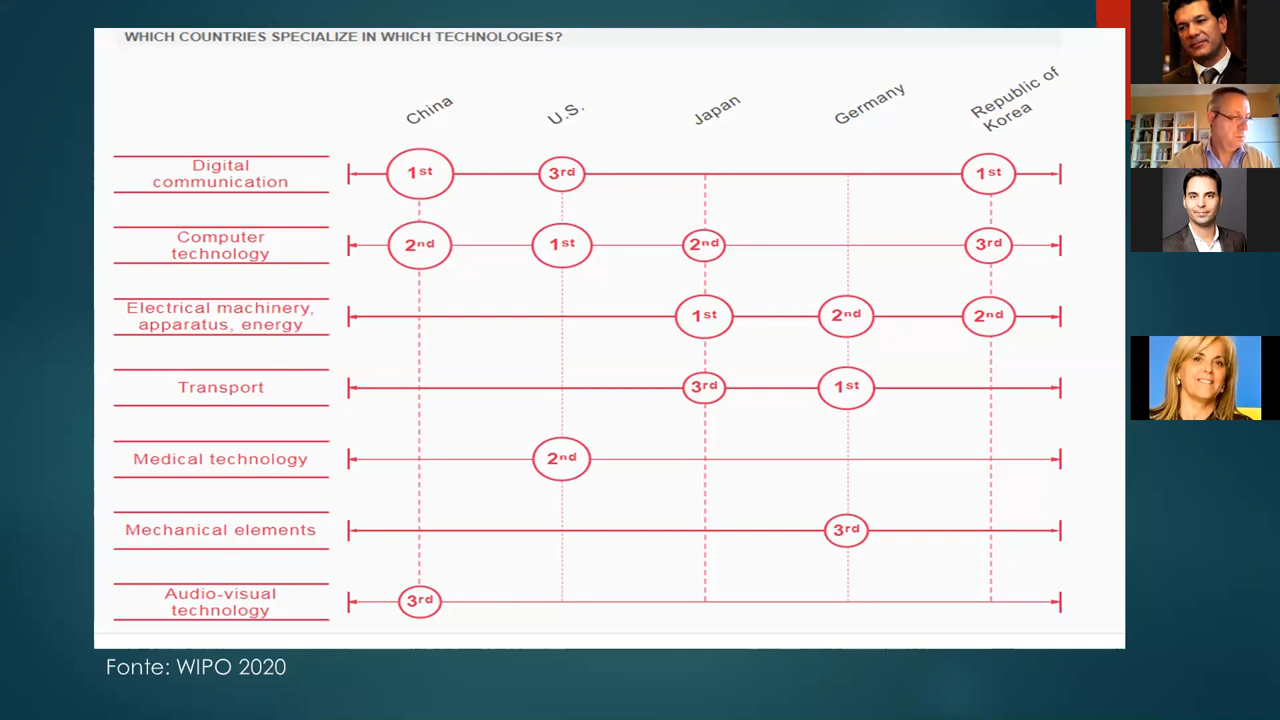 WHICH COUNTRIES SPECIALIZE IN WHICH TECHNOLOGIES?
China
U.S.
Japan
Germany
Republic of
Korea
Digital
communication
1st
3rd
1st
Computer
technology
2nd
1st
2nd
3rd
Electrical machinery,
apparatus, energy
1st
2nd
2nd
Transport
3rd
1st
Medical technology
2nd
Mechanical elements
3rd
Audio-visual
technology
3rd
Fonte: WIPO 2020